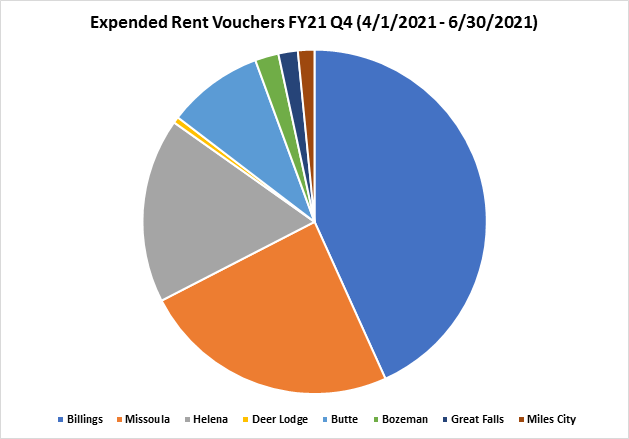 Expended Rent Vouchers FY21 Q4 (4/1/2021 - 6/30/2021)
Billings Missoula Helena Deer Lodge Butte Bozeman Great Falls Miles City